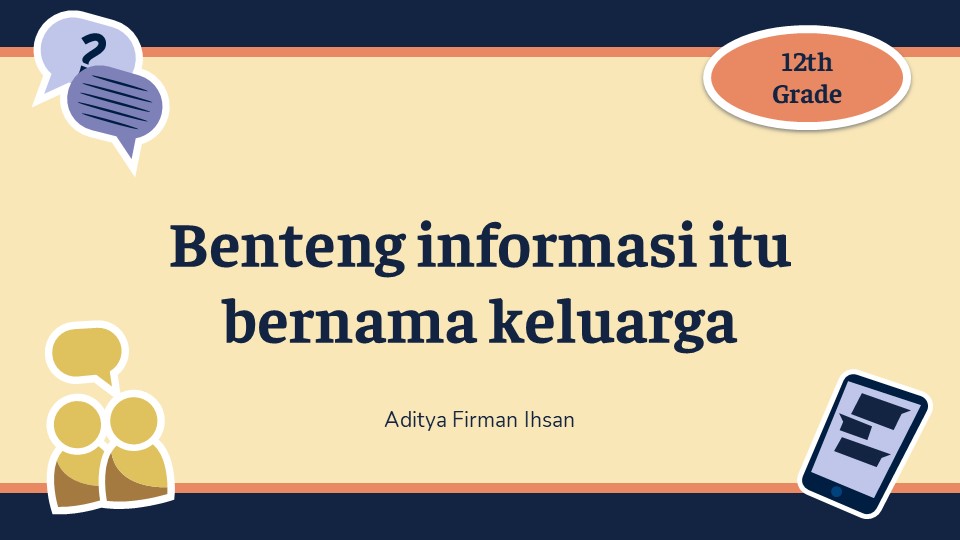 ?
12th
Grade
Benteng informasi itu
bernama keluarga
Aditya Firman Ihsan